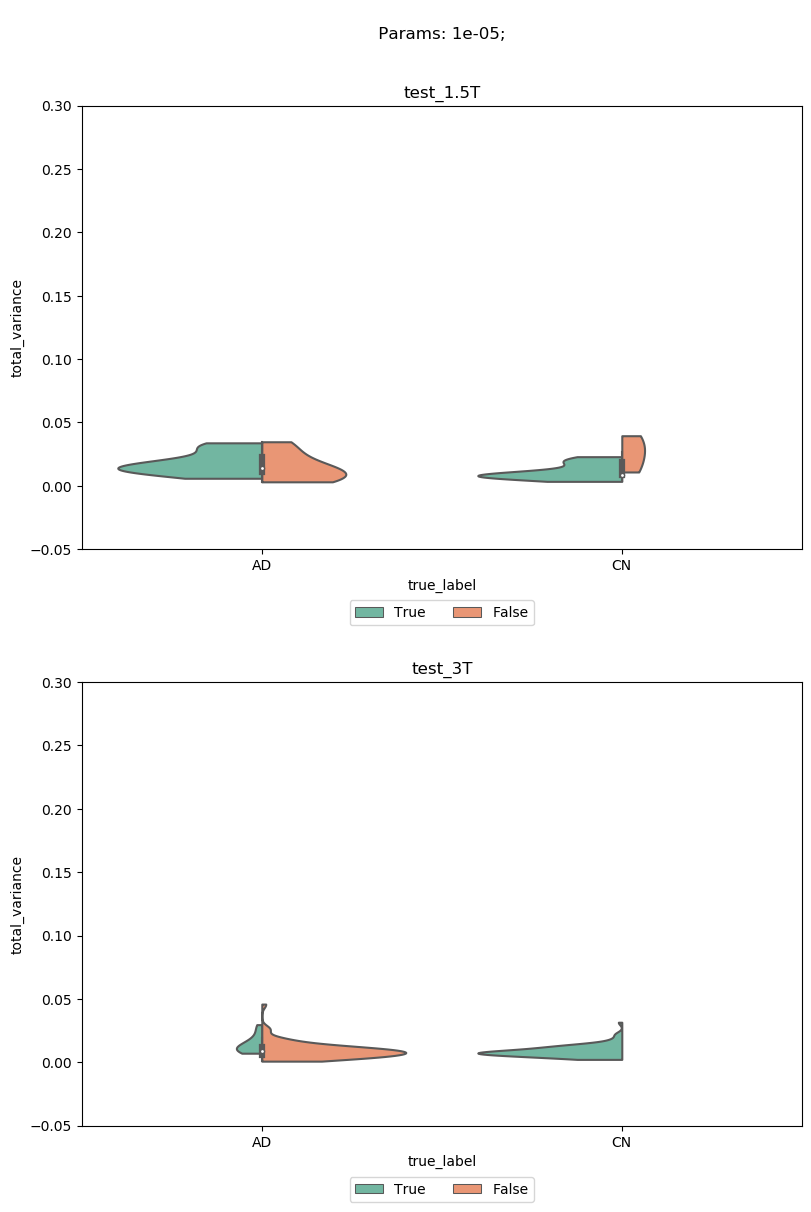 Params: 1e-05;
test_1.5T
0.30
0.25
0.20
0.15
0.10
0.05
0.00
−0.05
total_variance
AD CN
true_label
True False
test_3T
0.30
0.25
0.20
0.15
0.10
0.05
0.00
−0.05
total_variance
AD CN
true_label
True False